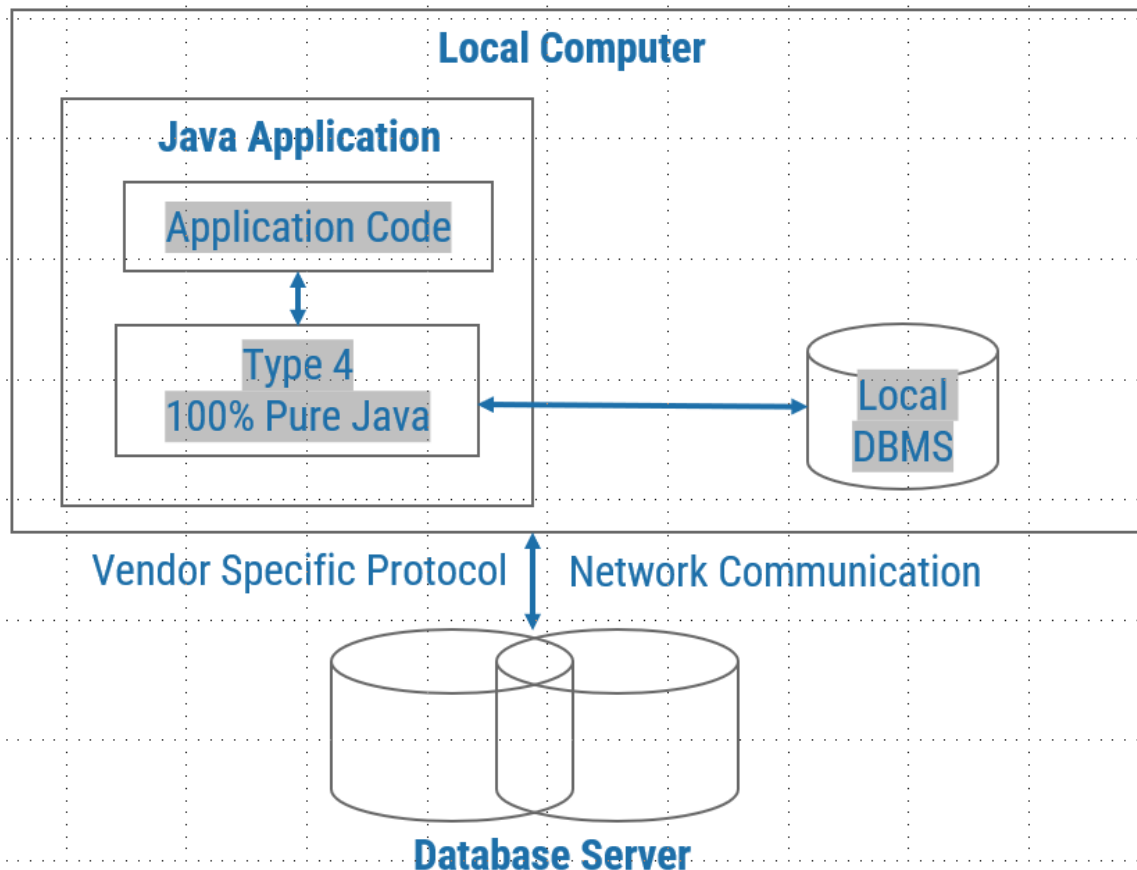 Local Computer
Java Application
Application Code
Type 4
100% Pure Java
Local
DBMS
Vendor Specific Protocol
Network Communication
Database Server